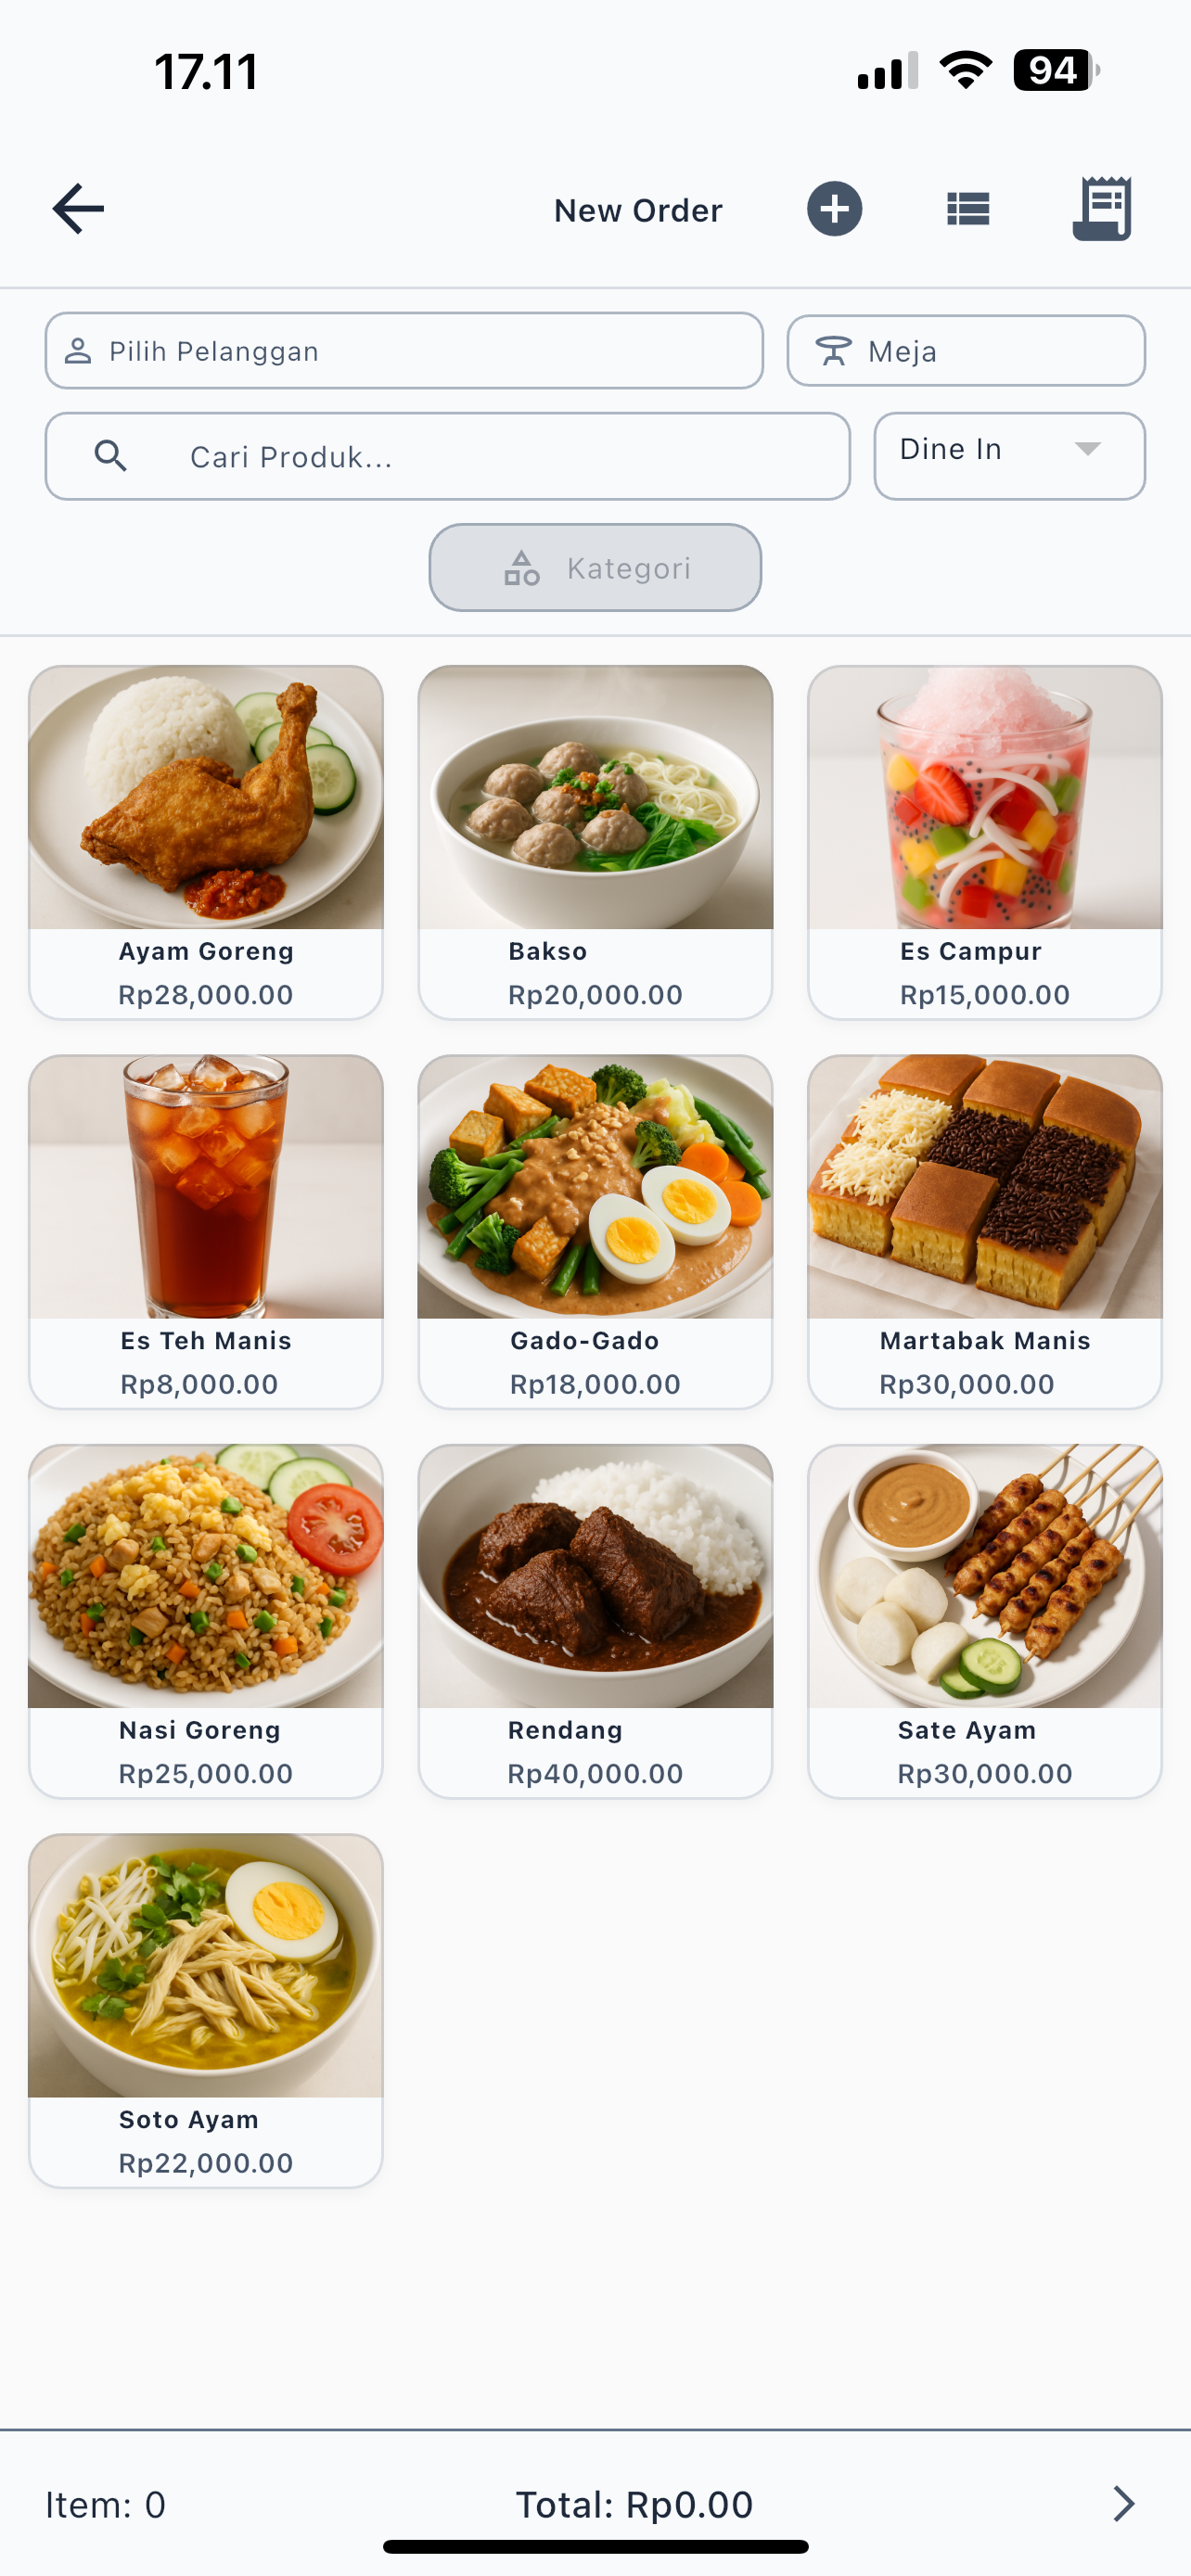 17.11
94
New Order
Pilih Pelanggan
Meja
Cari Produk...
Dine In
Kategori
Ayam Goreng
Rp28,000.00
Bakso
Rp20,000.00
Es Campur
Rp15,000.00
Es Teh Manis
Rp8,000.00
Gado-Gado
Rp18,000.00
Martabak Manis
Rp30,000.00
Nasi Goreng
Rp25,000.00
Rendang
Rp40,000.00
Sate Ayam
Rp30,000.00
Soto Ayam
Rp22,000.00
Item: 0
Total: Rp0.00